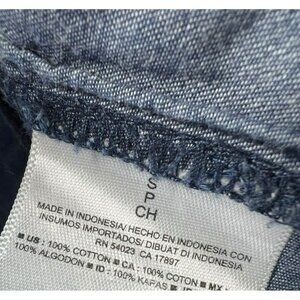 S
P
CH
MADE IN INDONESIA/ HECHO EN INDONESIA CON
INSUMOS IMPORTADOS/ DIBUAT DI INDONESIA
RN 54023 CA 17897
■ US : 100% COTTON ■ CA : 100% COTON ■ MX
100% ALGODON ■ ID : 100% KAPAS ■